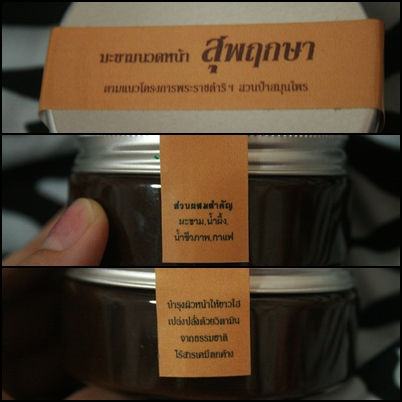 มะขามนวดหน้า สุพฤกษา
ตามแนวโครงการพระราชดำริฯ สวนป่าสมุนไพร
ส่วนผสมสำคัญ
มะขาม,น้ำผึ้ง,
น้ำชีวภาพ,กาแฟ
บำรุงผิวหน้าให้ขาวใส
เปล่งปลั่งด้วยวิตามิน
จากธรรมชาติ
ไร้สารเคมีตกค้าง